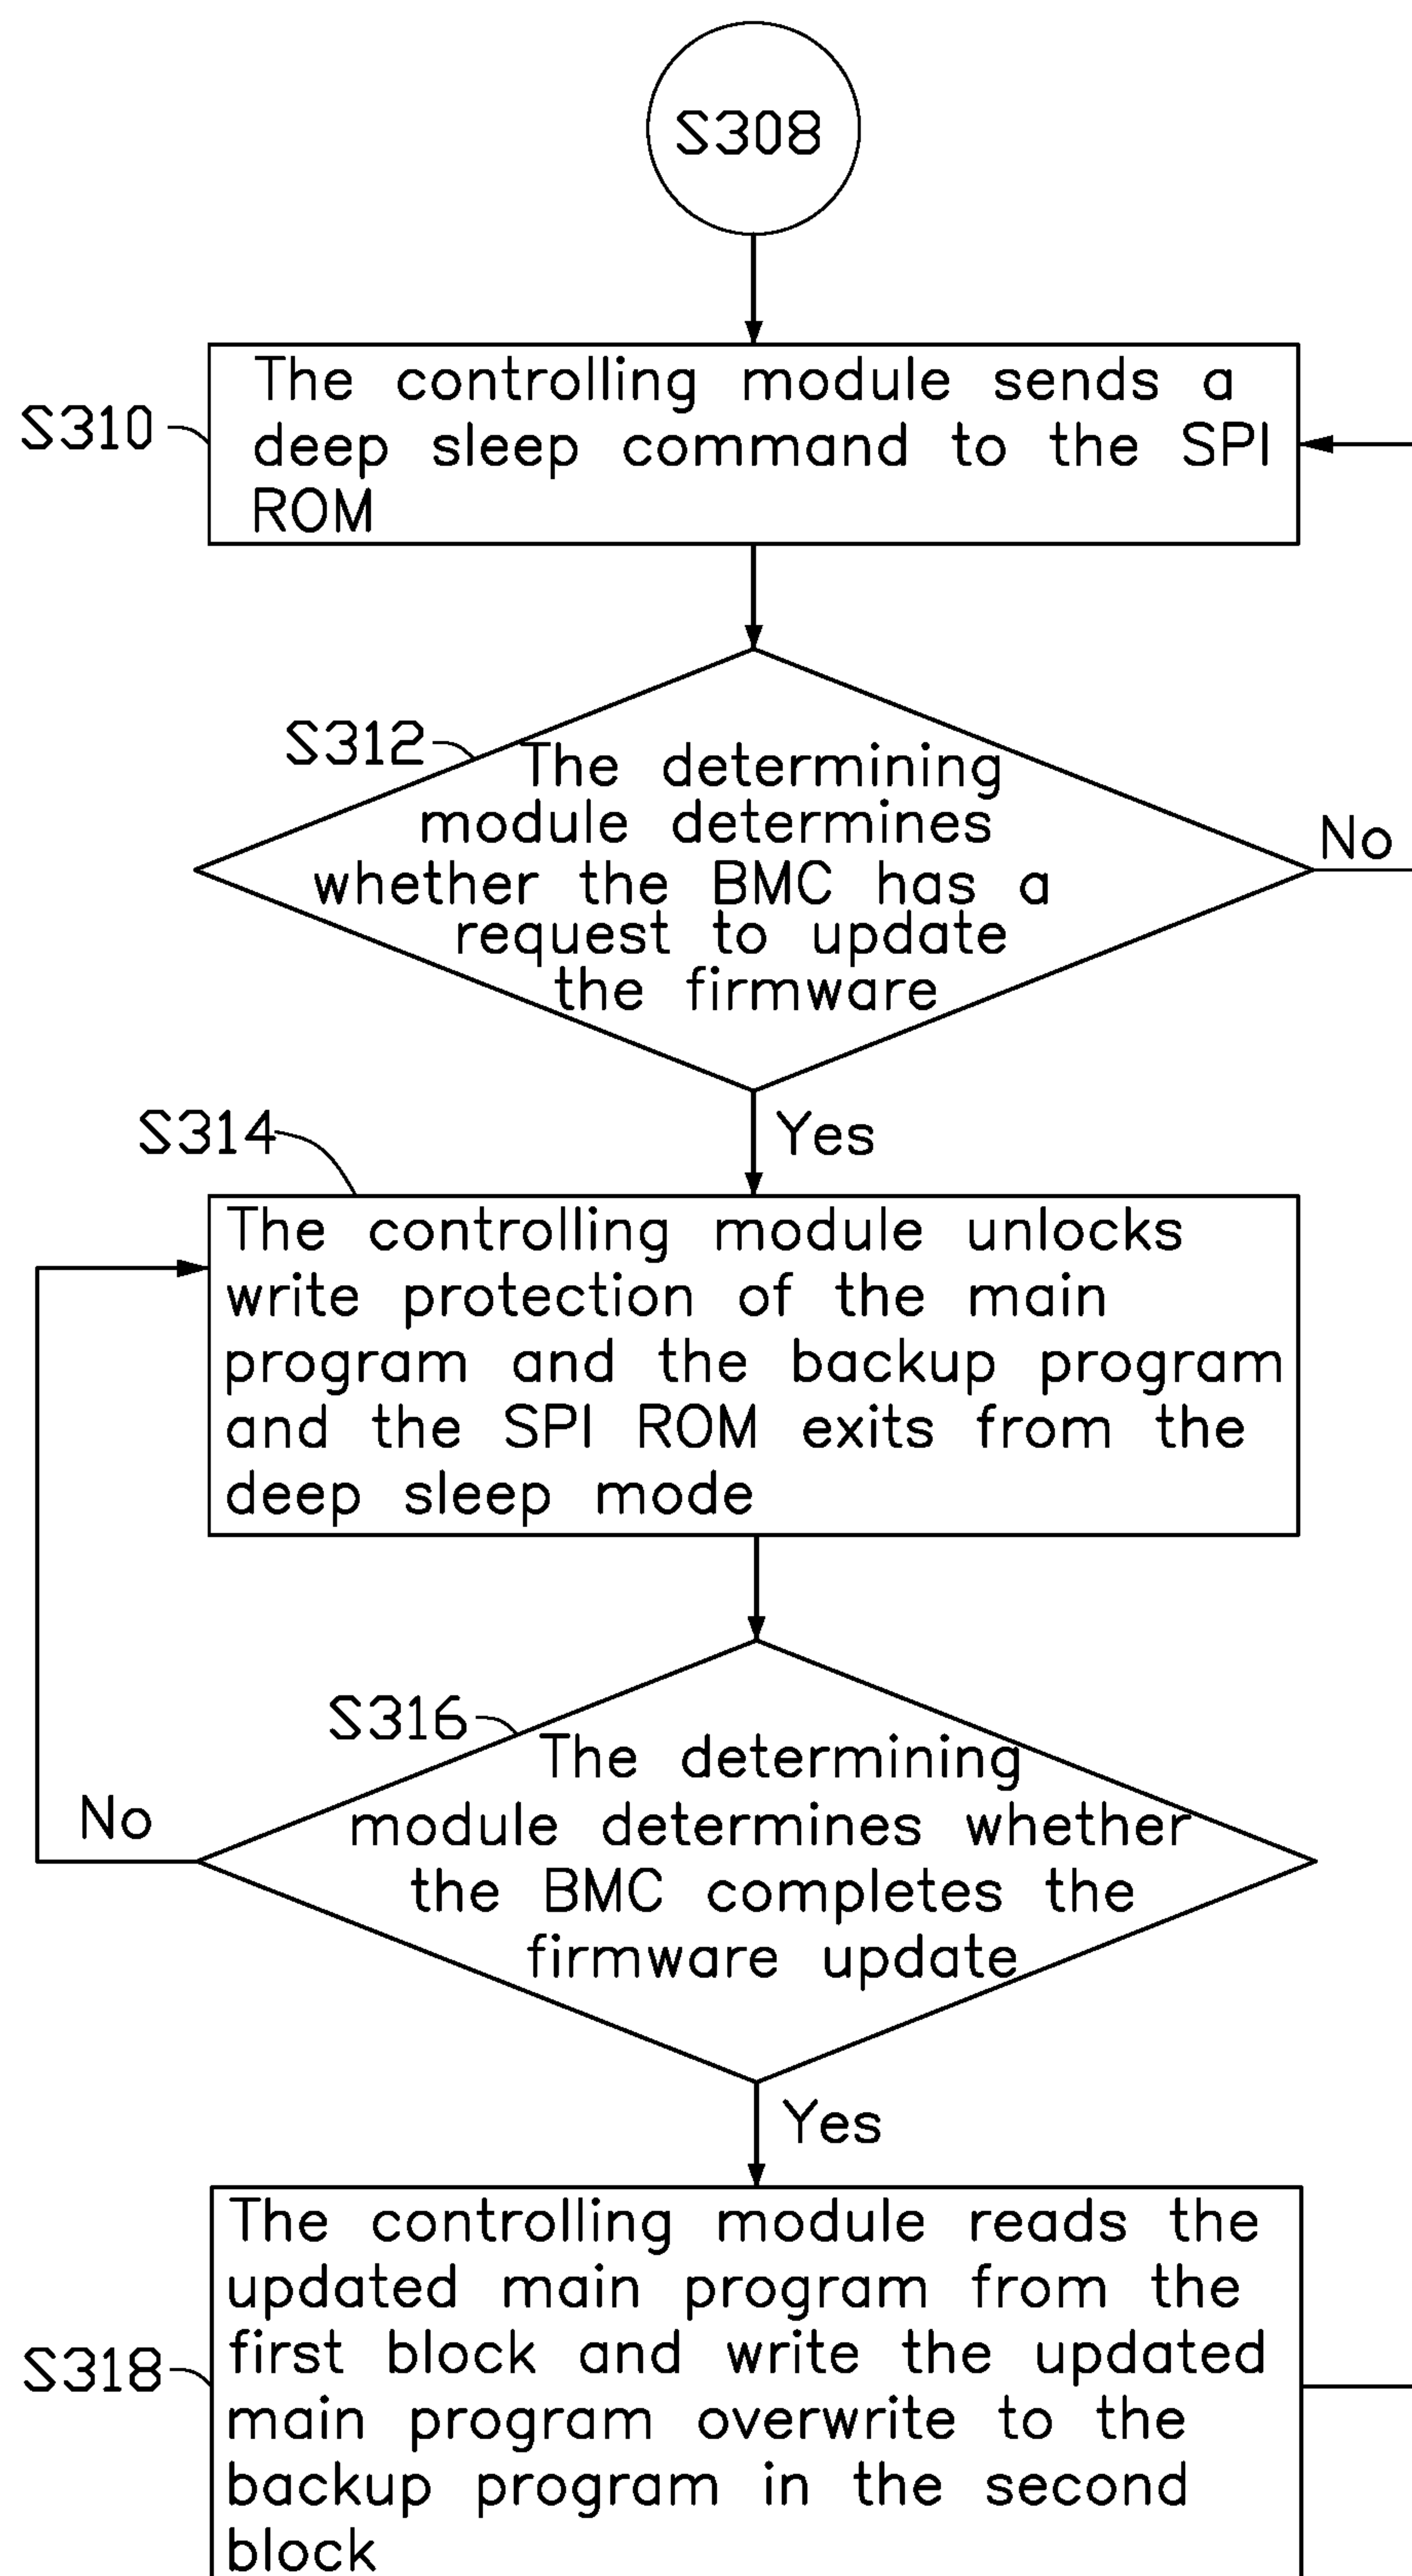 S308
S310
The controlling module sends a
deep sleep command to the SPI
ROM
S312
The determining
module determines
whether the BMC has a
request to update
the firmware
No
Yes
S314
The controlling module unlocks
write protection of the main
program and the backup program
and the SPI ROM exits from the
deep sleep mode
S316
The determining
module determines whether
the BMC completes the
firmware update
No
Yes
S318
The controlling module reads the
updated main program from the
first block and write the updated
main program overwrite to the
backup program in the second
block